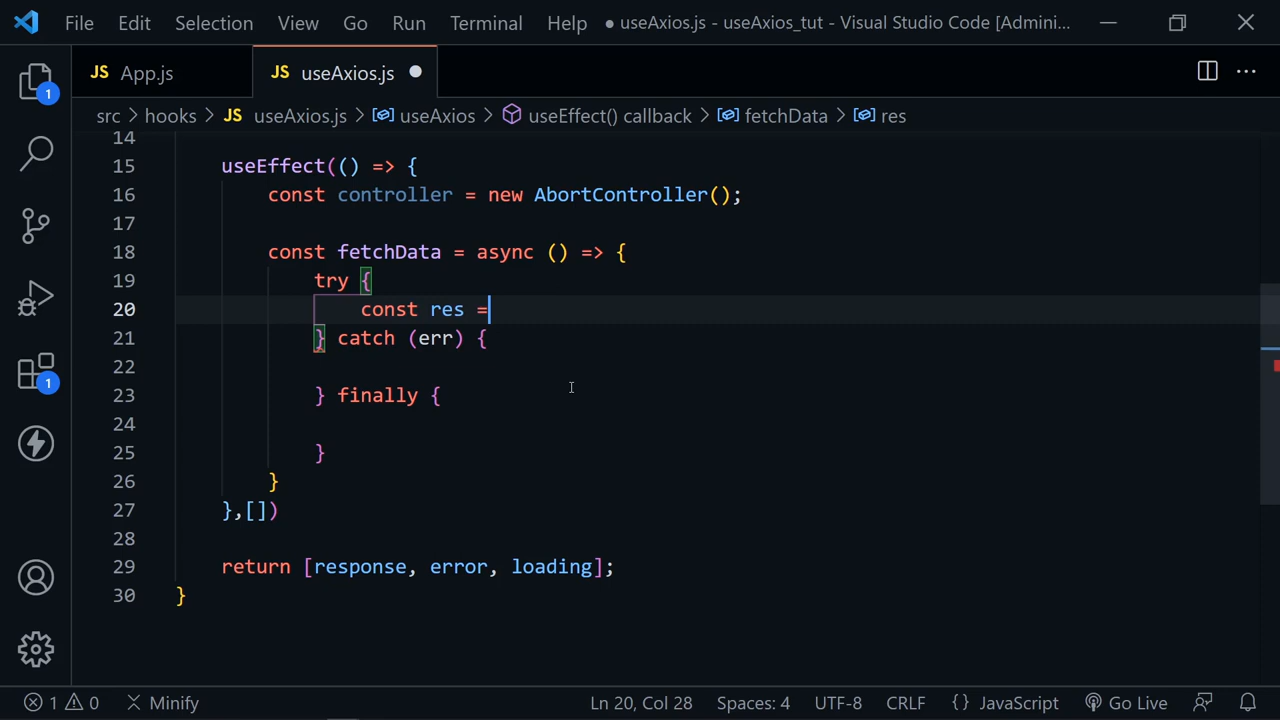 File Edit Selection View Go Run Terminal Help ● useAxios.js - useAxios_tut - Visual Studio Code [Admini...
JS App.js JS useAxios.js ●
src > hooks > JS useAxios.js > useAxios > useEffect() callback > fetchData > res
1
1
14
15 useEffect(() => {
16 const controller = new AbortController();
17
18 const fetchData = async () => {
19 try {
20 const res =
21 } catch (err) {
22
23 } finally {
24
25 }
26 }
27 },[])
28
29 return [response, error, loading];
30 }
1 0 Minify Ln 20, Col 28 Spaces: 4 UTF-8 CRLF {} JavaScript Go Live